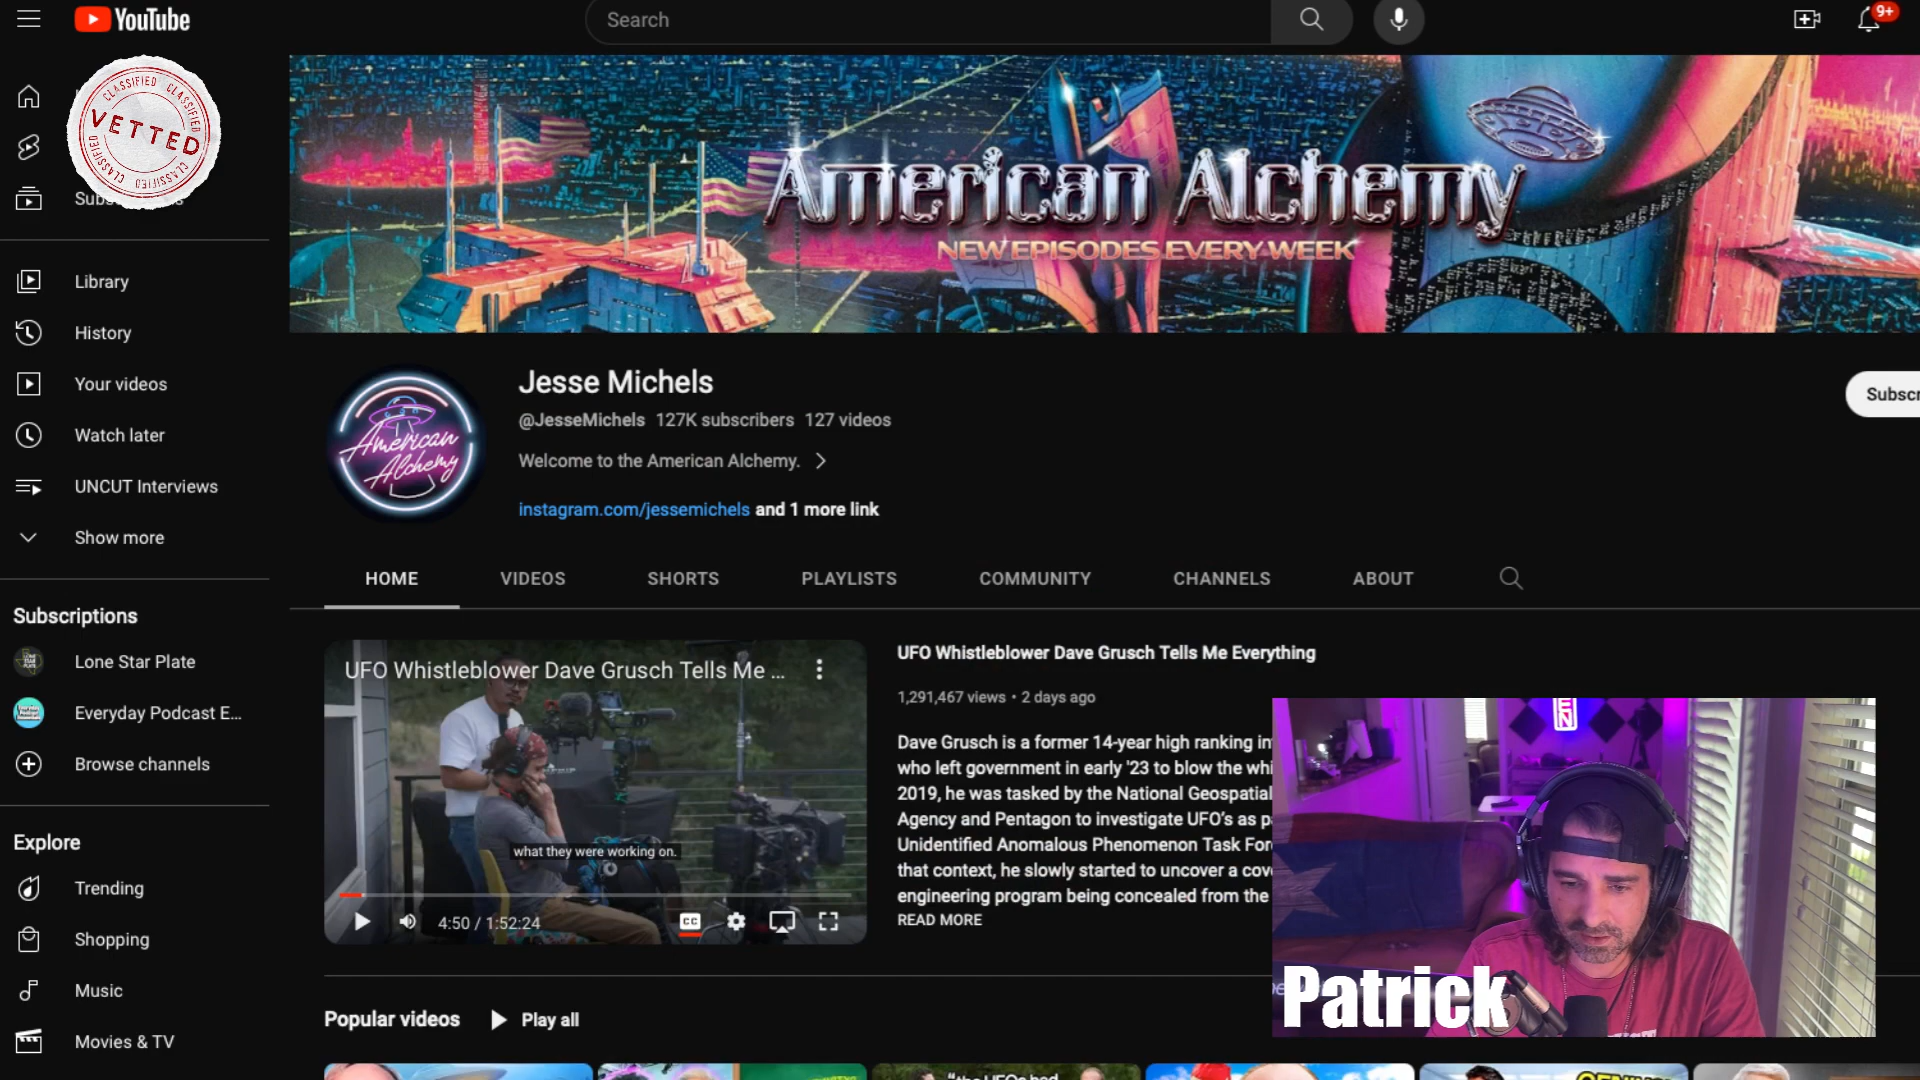 YouTube
Search
9+
CLASSIFIED CLASSIFIED
VETTED
CLASSIFIED CLASSIFIED
American Alchemy
NEW EPISODES EVERY WEEK
Library
History
Your videos
Watch later
UNCUT Interviews
Show more
Subscriptions
Lone Star Plate
Everyday Podcast E...
Browse channels
Explore
Trending
Shopping
Music
Movies & TV
American Alchemy
Jesse Michels
@JesseMichels 127K subscribers 127 videos
Welcome to the American Alchemy.
instagram.com/jessemichels and 1 more link
Subscr
HOME VIDEOS SHORTS PLAYLISTS COMMUNITY CHANNELS ABOUT
UFO Whistleblower Dave Grusch Tells Me ...
what they were working on.
4:50 / 1:52:24
CC
UFO Whistleblower Dave Grusch Tells Me Everything
1,291,467 views • 2 days ago
Dave Grusch is a former 14-year high ranking in
who left government in early '23 to blow the whi
2019, he was tasked by the National Geospatial
Agency and Pentagon to investigate UFO's as p
Unidentified Anomalous Phenomenon Task For
that context, he slowly started to uncover a cov
engineering program being concealed from the
READ MORE
EN
Patrick
Popular videos Play all